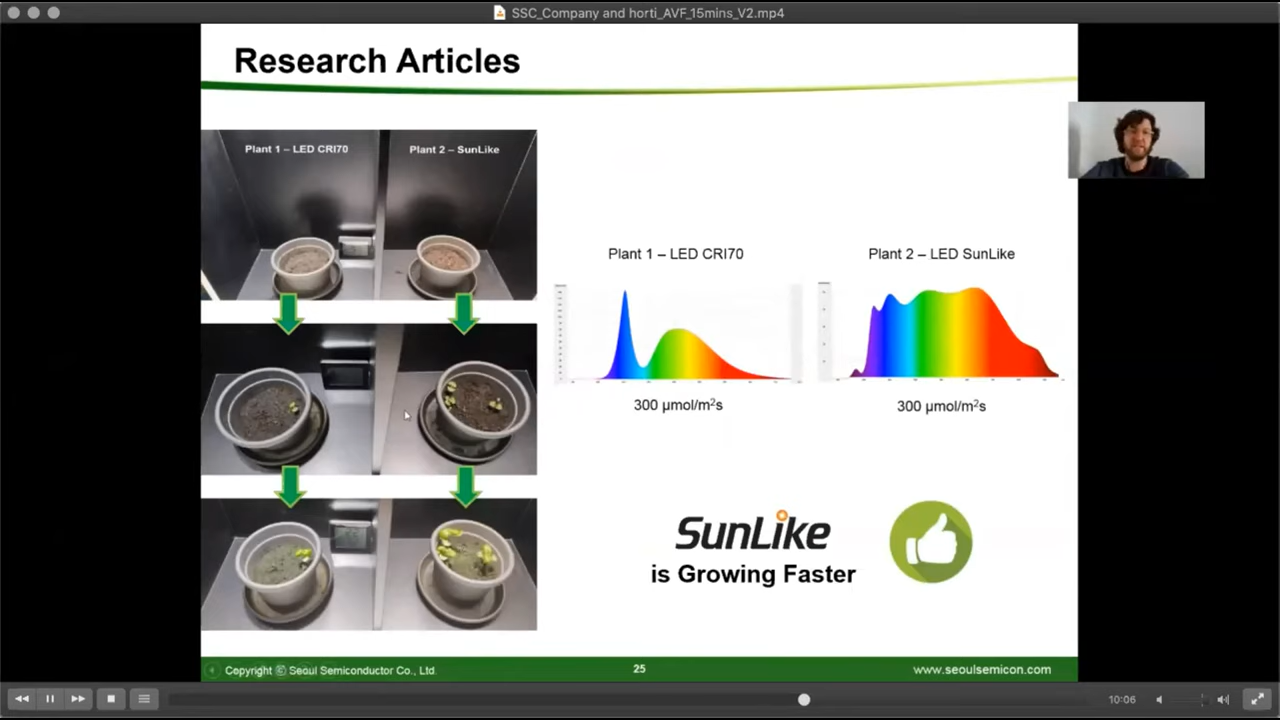 SSC_Company and horti_AVF_15mins_V2.mp4
Research Articles
Plant 1 – LED CRI70
Plant 2 – SunLike
Plant 1 – LED CRI70
Plant 2 – LED SunLike
300 µmol/m²s
300 µmol/m²s
SunLike
is Growing Faster
Copyright © Seoul Semiconductor Co., Ltd.
25
www.seoulsemicon.com
10:06